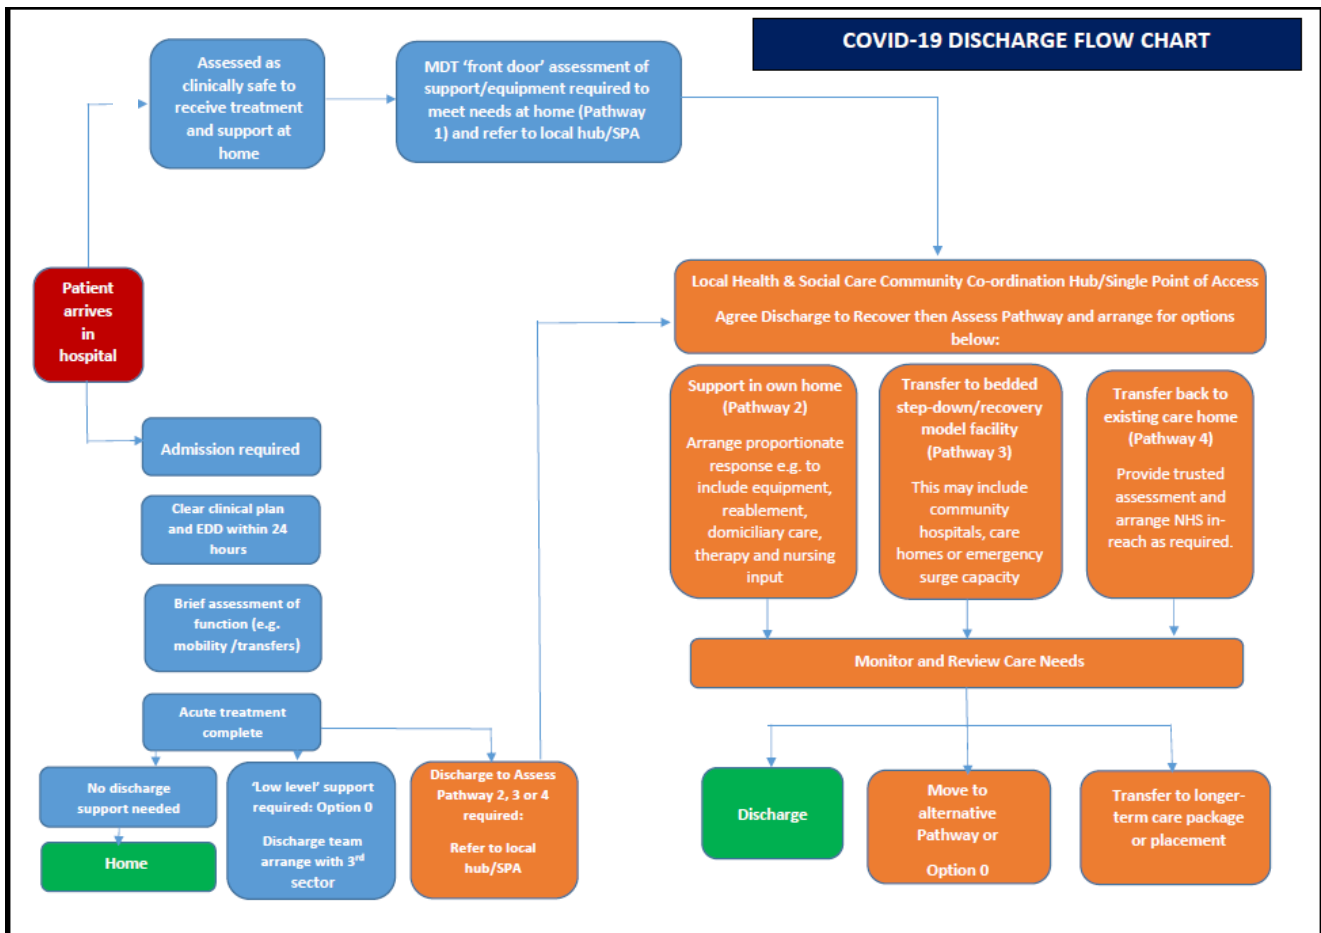 COVID-19 DISCHARGE FLOW CHART
Assessed as
clinically safe to
receive treatment
and support at
home
MDT ‘front door’ assessment of
support/equipment required to
meet needs at home (Pathway
1) and refer to local hub/SPA
Patient
arrives
in
hospital
Local Health & Social Care Community Co-ordination Hub/Single Point of Access
Agree Discharge to Recover then Assess Pathway and arrange for options
below:
Support in own home
(Pathway 2)
Arrange proportionate
response e.g. to
include equipment,
reablement,
domiciliary care,
therapy and nursing
input
Transfer to bedded
step-down/recovery
model facility
(Pathway 3)
This may include
community
hospitals, care
homes or emergency
surge capacity
Transfer back to
existing care home
(Pathway 4)
Provide trusted
assessment and
arrange NHS in-
reach as required.
Admission required
Clear clinical plan
and EDD within 24
hours
Brief assessment of
function (e.g.
mobility /transfers)
Acute treatment
complete
Monitor and Review Care Needs
No discharge
support needed
Home
‘Low level’ support
required: Option 0
Discharge team
arrange with 3rd
sector
Discharge to Assess
Pathway 2, 3 or 4
required:
Refer to local
hub/SPA
Discharge
Move to
alternative
Pathway or
Option 0
Transfer to longer-
term care package
or placement